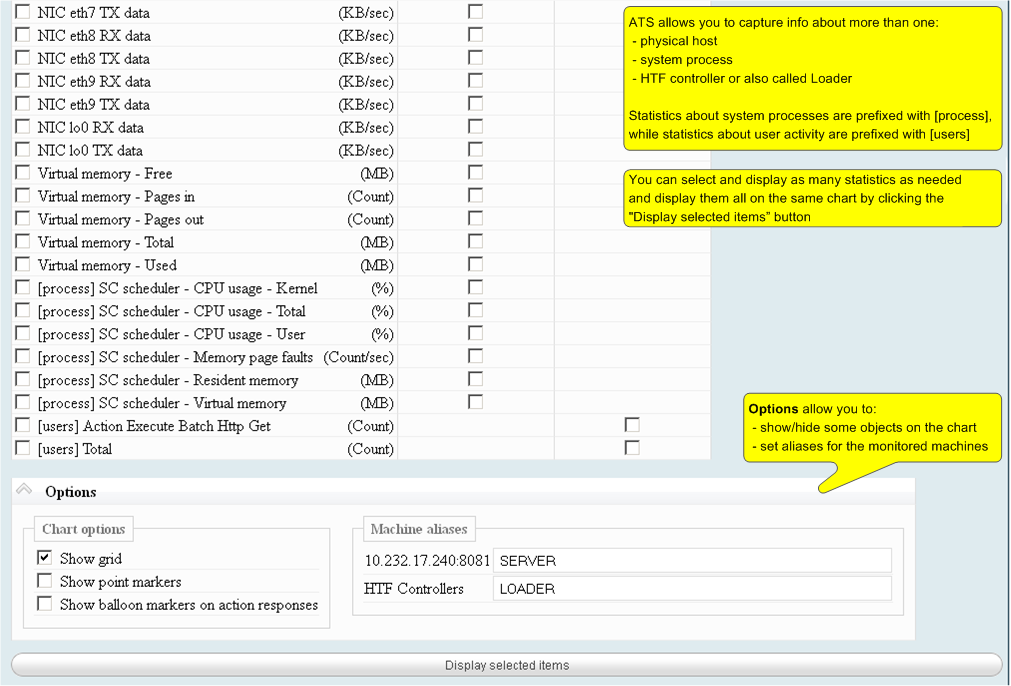 NIC eth7 TX data (KB/sec)
NIC eth8 RX data (KB/sec)
NIC eth8 TX data (KB/sec)
NIC eth9 RX data (KB/sec)
NIC eth9 TX data (KB/sec)
NIC lo0 RX data (KB/sec)
NIC lo0 TX data (KB/sec)
Virtual memory - Free (MB)
Virtual memory - Pages in (Count)
Virtual memory - Pages out (Count)
Virtual memory - Total (MB)
Virtual memory - Used (MB)
[process] SC scheduler - CPU usage - Kernel (%)
[process] SC scheduler - CPU usage - Total (%)
[process] SC scheduler - CPU usage - User (%)
[process] SC scheduler - Memory page faults (Count/sec)
[process] SC scheduler - Resident memory (MB)
[process] SC scheduler - Virtual memory (MB)
[users] Action Execute Batch Http Get (Count)
[users] Total (Count)
ATS allows you to capture info about more than one:
- physical host
- system process
- HTF controller or also called Loader
Statistics about system processes are prefixed with [process],
while statistics about user activity are prefixed with [users]
You can select and display as many statistics as needed
and display them all on the same chart by clicking the
"Display selected items” button
Options allow you to:
- show/hide some objects on the chart
- set aliases for the monitored machines
Options
Chart options
Show grid
Show point markers
Show balloon markers on action responses
Machine aliases
10.232.17.240:8081 SERVER
HTF Controllers LOADER
Display selected items